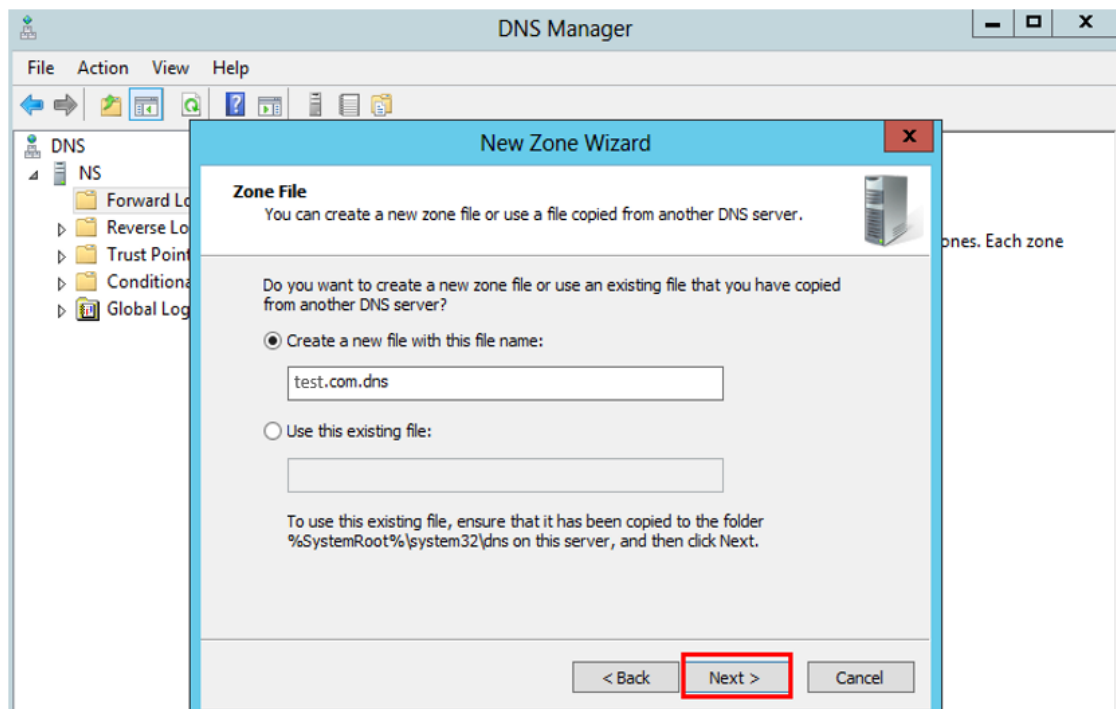 DNS Manager
File Action View Help
DNS
NS
Forward Lo
Reverse Lo
Trust Point
Conditiona
Global Log
ones. Each zone
New Zone Wizard
Zone File
You can create a new zone file or use a file copied from another DNS server.
Do you want to create a new zone file or use an existing file that you have copied
from another DNS server?
Create a new file with this file name:
test.com.dns
Use this existing file:
To use this existing file, ensure that it has been copied to the folder
%SystemRoot%\system32\dns on this server, and then click Next.
< Back Next > Cancel